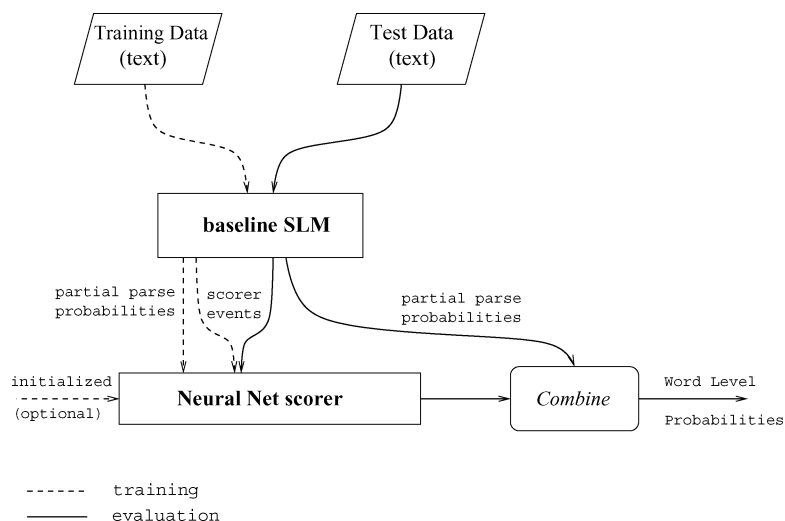 Training Data
(text)
Test Data
(text)
baseline SLM
partial parse
probabilities
scorer
events
partial parse
probabilities
initialized
(optional)
Neural Net scorer
Combine
Word Level
Probabilities
training
evaluation